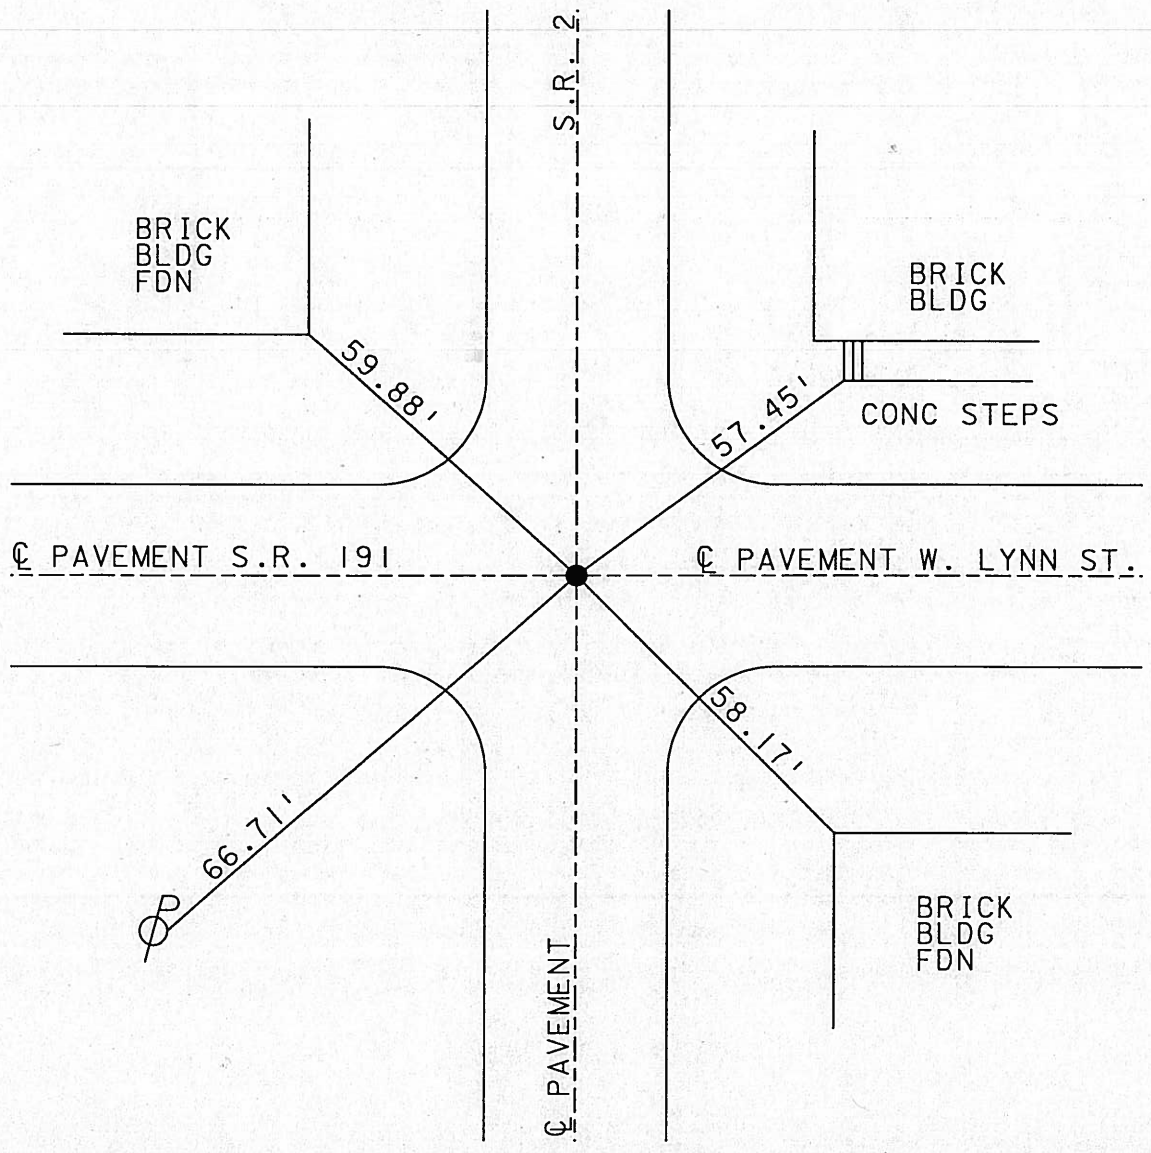 S.R. 2
BRICK
BLDG
FDN
BRICK
BLDG
59.88'
57.45'
CONC STEPS
℄ PAVEMENT S.R. 191
℄ PAVEMENT W. LYNN ST.
58.17'
66.71'
P
BRICK
BLDG
FDN
℄ PAVEMENT